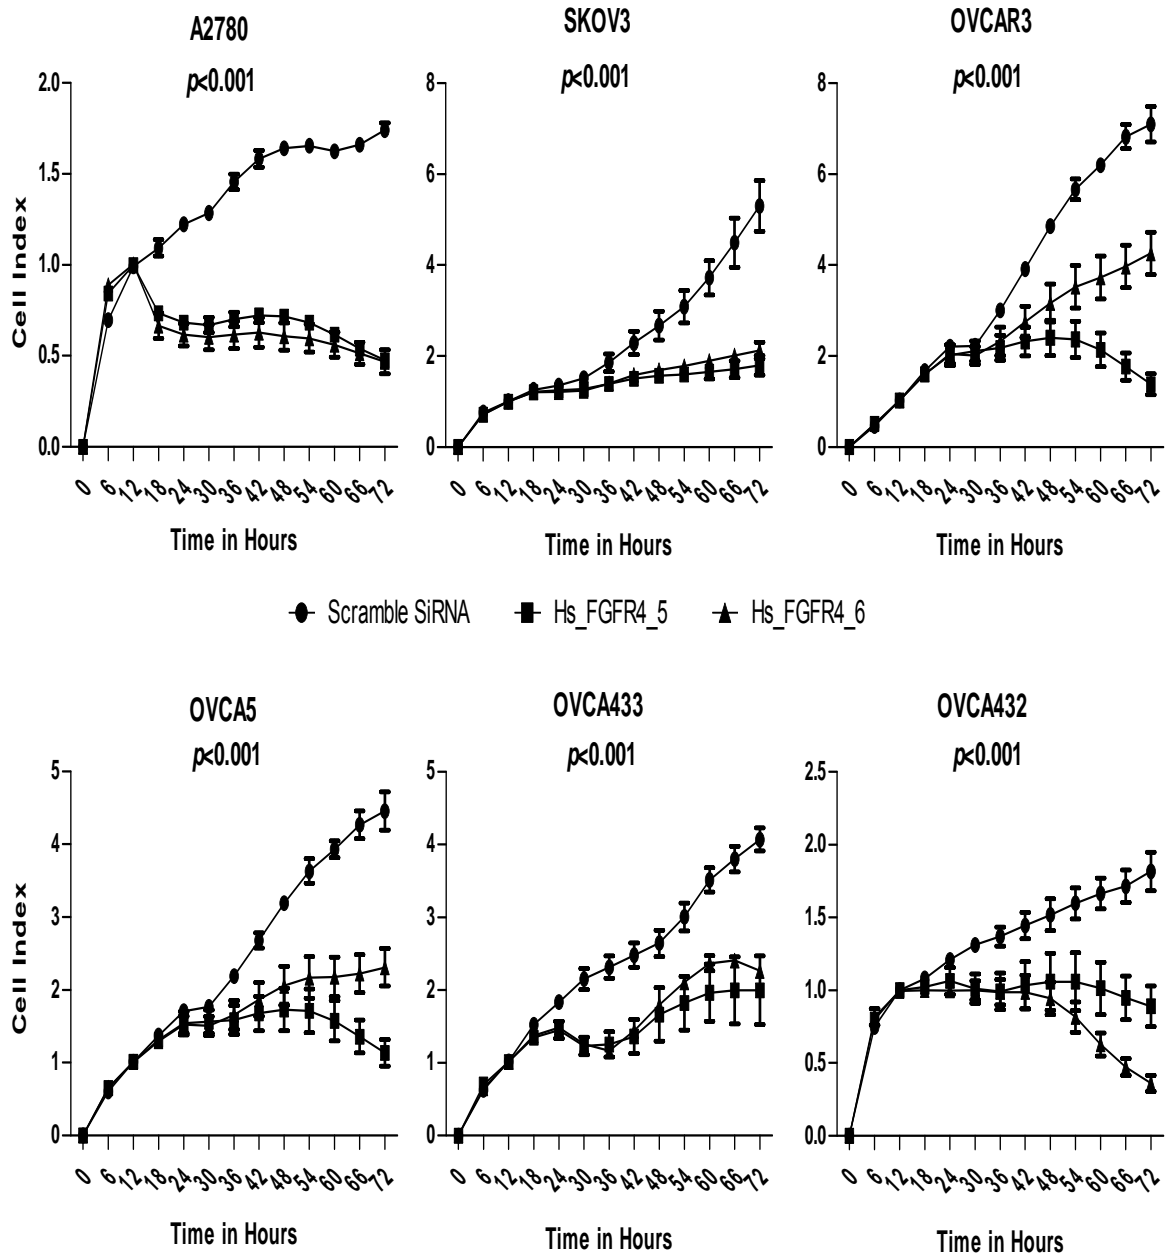 A2780
p<0.001
SKOV3
p<0.001
OVCAR3
p<0.001
Cell Index
2.0
1.5
1.0
0.5
0.0
8
6
4
2
0
8
6
4
2
0
0 6 12 18 24 30 36 42 48 54 60 66 72
0 6 12 18 24 30 36 42 48 54 60 66 72
0 6 12 18 24 30 36 42 48 54 60 66 72
Time in Hours
Time in Hours
Time in Hours
Scramble SiRNA Hs_FGFR4_5 Hs_FGFR4_6
OVCA5
p<0.001
OVCA433
p<0.001
OVCA432
p<0.001
Cell Index
5
4
3
2
1
0
5
4
3
2
1
0
2.5
2.0
1.5
1.0
0.5
0.0
0 6 12 18 24 30 36 42 48 54 60 66 72
0 6 12 18 24 30 36 42 48 54 60 66 72
0 6 12 18 24 30 36 42 48 54 60 66 72
Time in Hours
Time in Hours
Time in Hours